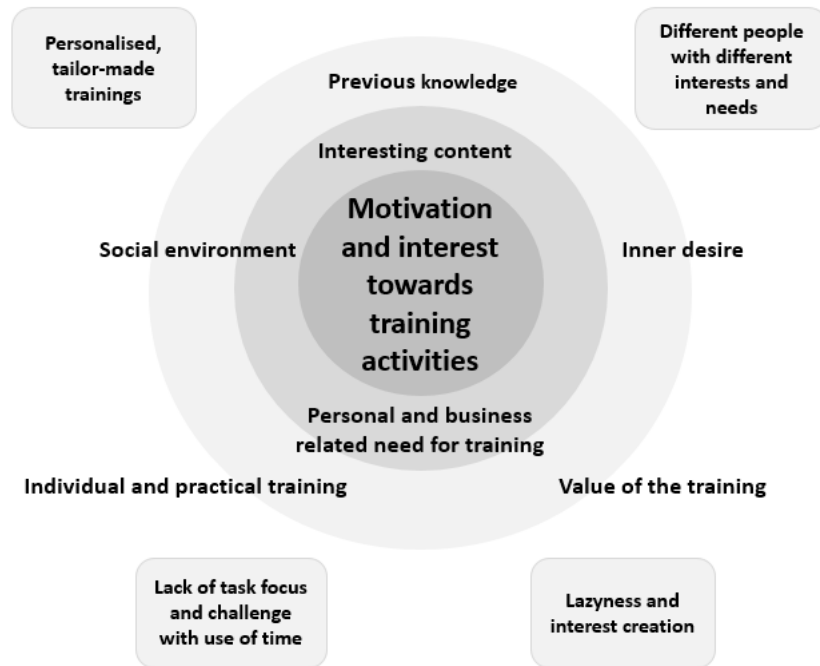 Personalised,
tailor-made
trainings
Different people
with different
interests and
needs
Previous knowledge
Interesting content
Motivation
and interest
towards
training
activities
Social environment
Inner desire
Personal and business
related need for training
Individual and practical training
Value of the training
Lack of task focus
and challenge
with use of time
Lazyness and
interest creation